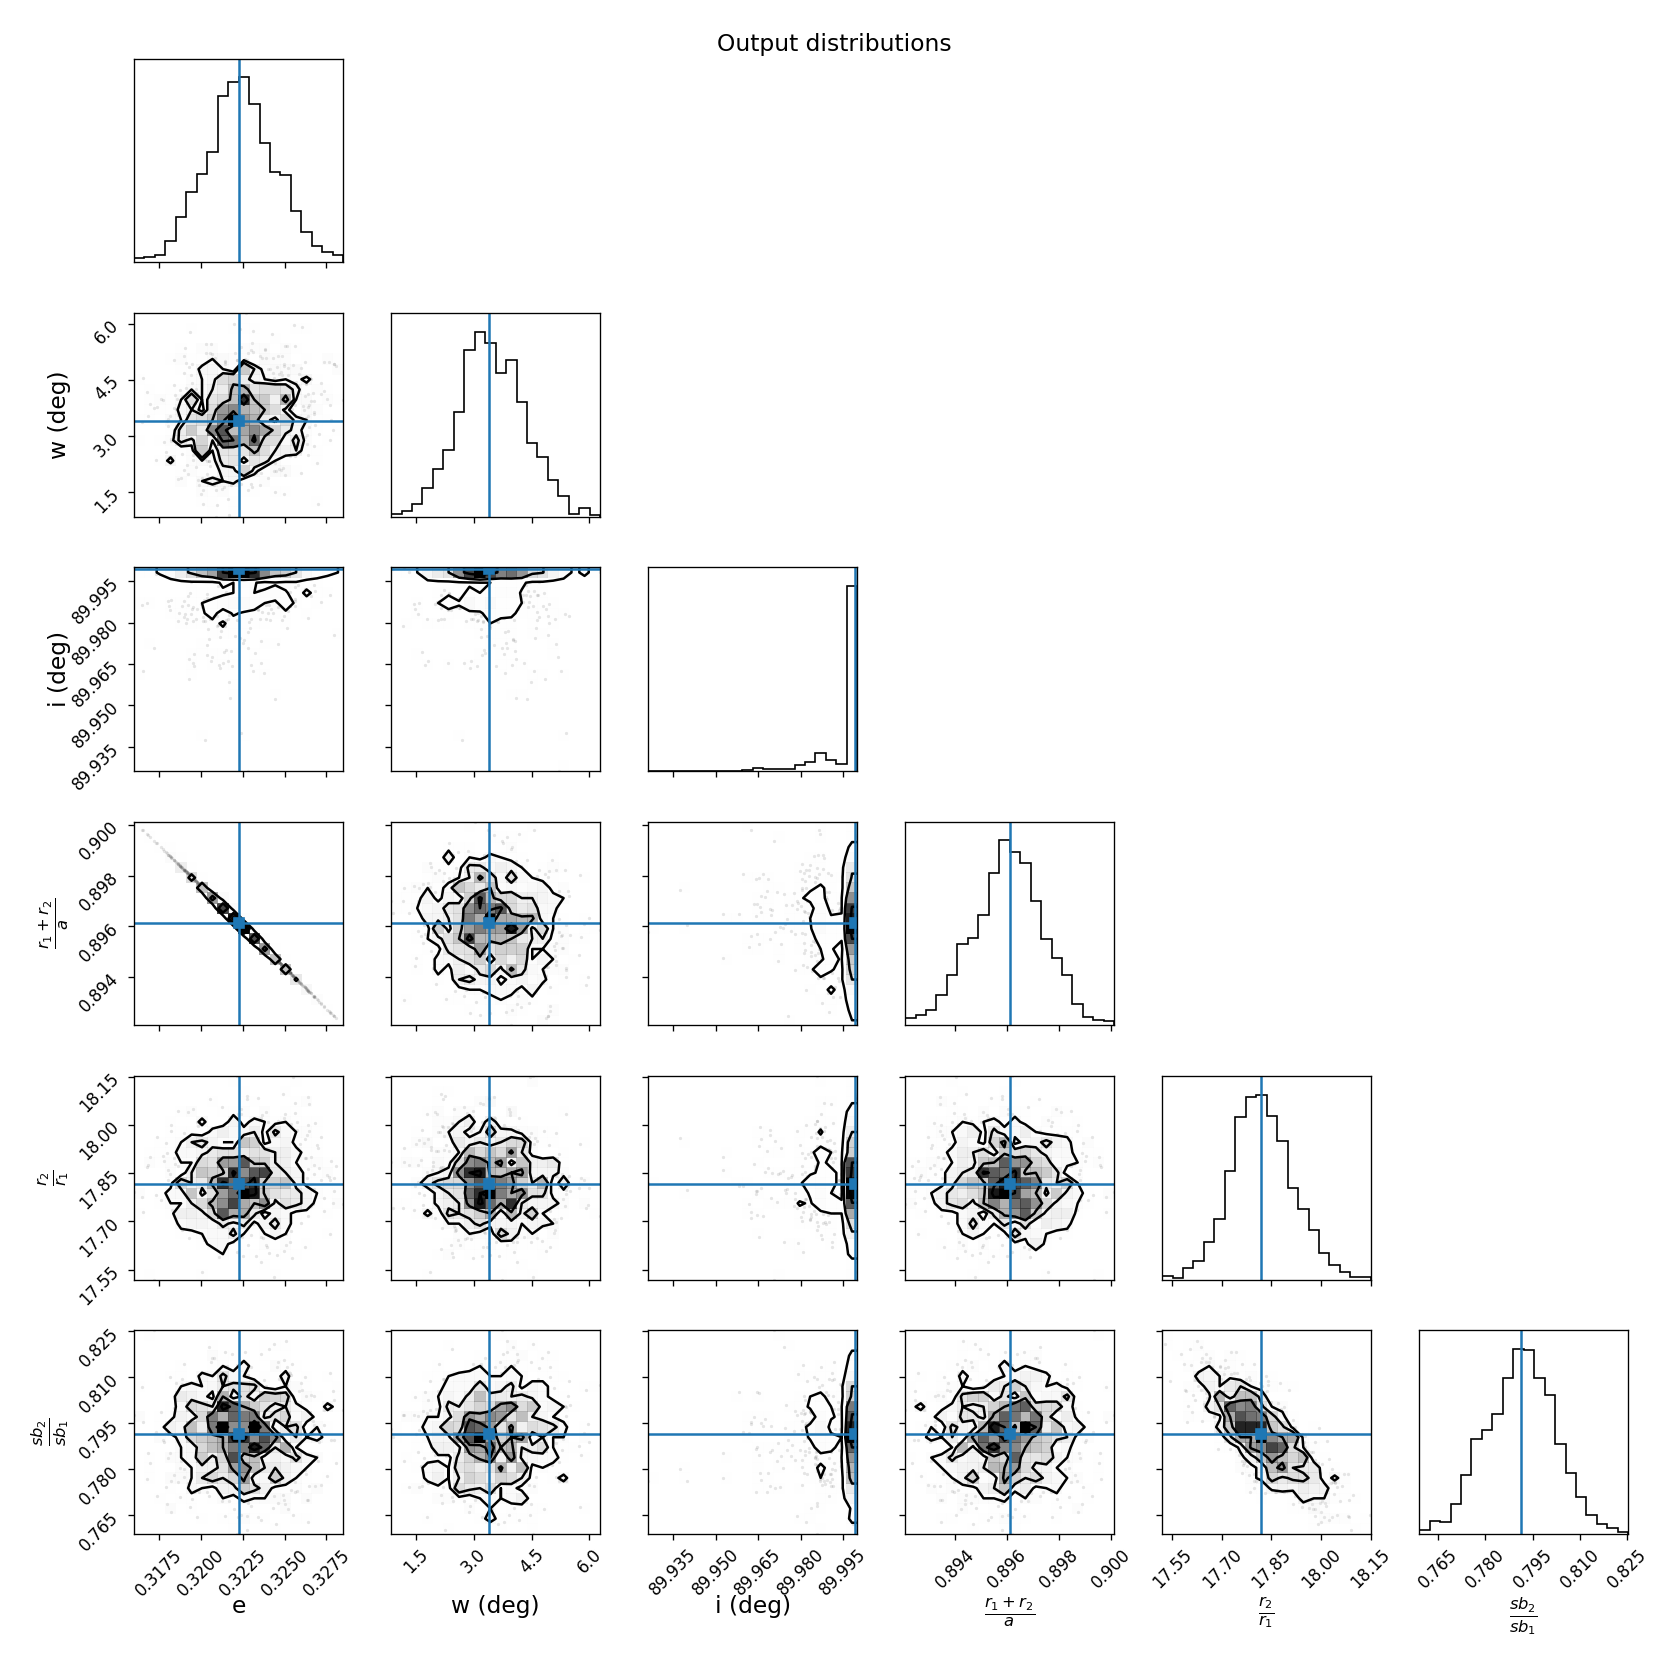 Output distributions
w (deg)
6.0
4.5
3.0
1.5
i (deg)
89.995
89.980
89.965
89.950
89.935
r₁ + r₂
a
0.900
0.898
0.896
0.894
r₂
r₁
18.15
18.00
17.85
17.70
17.55
sb₂
sb₁
0.825
0.810
0.795
0.780
0.765
0.3175 0.3200 0.3225 0.3250 0.3275
e
1.5 3.0 4.5 6.0
w (deg)
89.935 89.950 89.965 89.980 89.995
i (deg)
0.894 0.896 0.898 0.900
r₁ + r₂
a
17.55 17.70 17.85 18.00 18.15
r₂
r₁
0.765 0.780 0.795 0.810 0.825
sb₂
sb₁